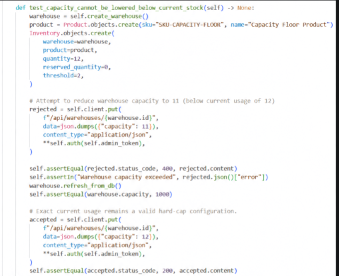 def test_capacity_cannot_be_lowered_below_current_stock(self) -> None:
warehouse = self.create_warehouse()
product = Product.objects.create(sku="SKU-CAPACITY-FLOOR", name="Capacity Floor Product")
Inventory.objects.create(
warehouse=warehouse,
product=product,
quantity=12,
reserved_quantity=0,
threshold=2,
)
# Attempt to reduce warehouse capacity to 11 (below current usage of 12)
rejected = self.client.put(
f"/api/warehouses/{warehouse.id}",
data=json.dumps({"capacity": 11}),
content_type="application/json",
**self.auth(self.admin_token),
)
self.assertEqual(rejected.status_code, 400, rejected.content)
self.assertIn("Warehouse capacity exceeded", rejected.json()["error"])
warehouse.refresh_from_db()
self.assertEqual(warehouse.capacity, 1000)
# Exact current usage remains a valid hard-cap configuration.
accepted = self.client.put(
f"/api/warehouses/{warehouse.id}",
data=json.dumps({"capacity": 12}),
content_type="application/json",
**self.auth(self.admin_token),
)
self.assertEqual(accepted.status_code, 200, accepted.content)